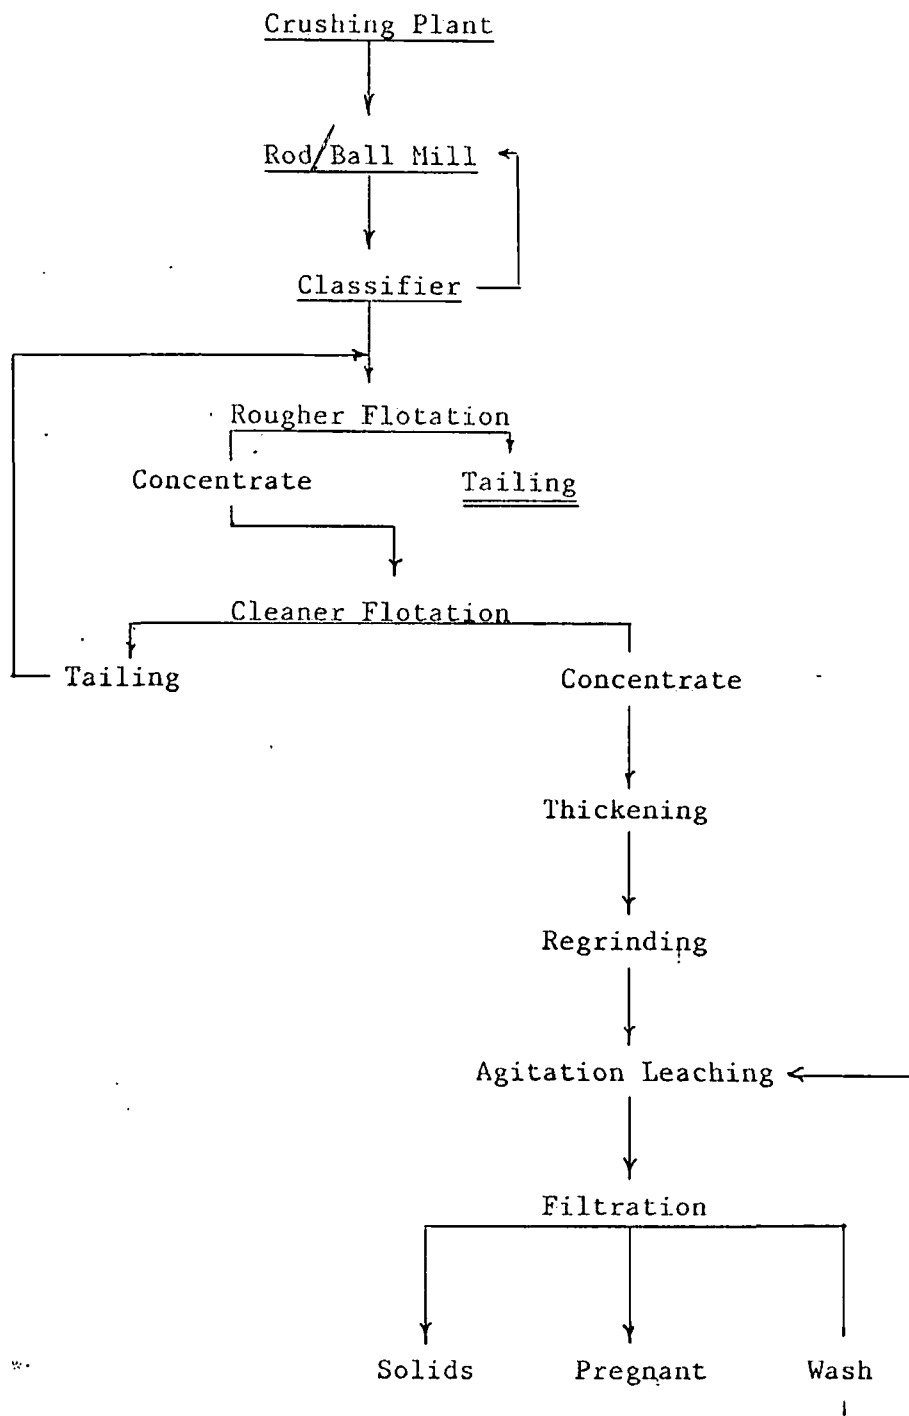 Crushing Plant
Rod/Ball Mill
Classifier
Rougher Flotation
Concentrate
Tailing
Cleaner Flotation
Tailing
Concentrate
Thickening
Regrinding
Agitation Leaching
Filtration
Solids
Pregnant
Wash